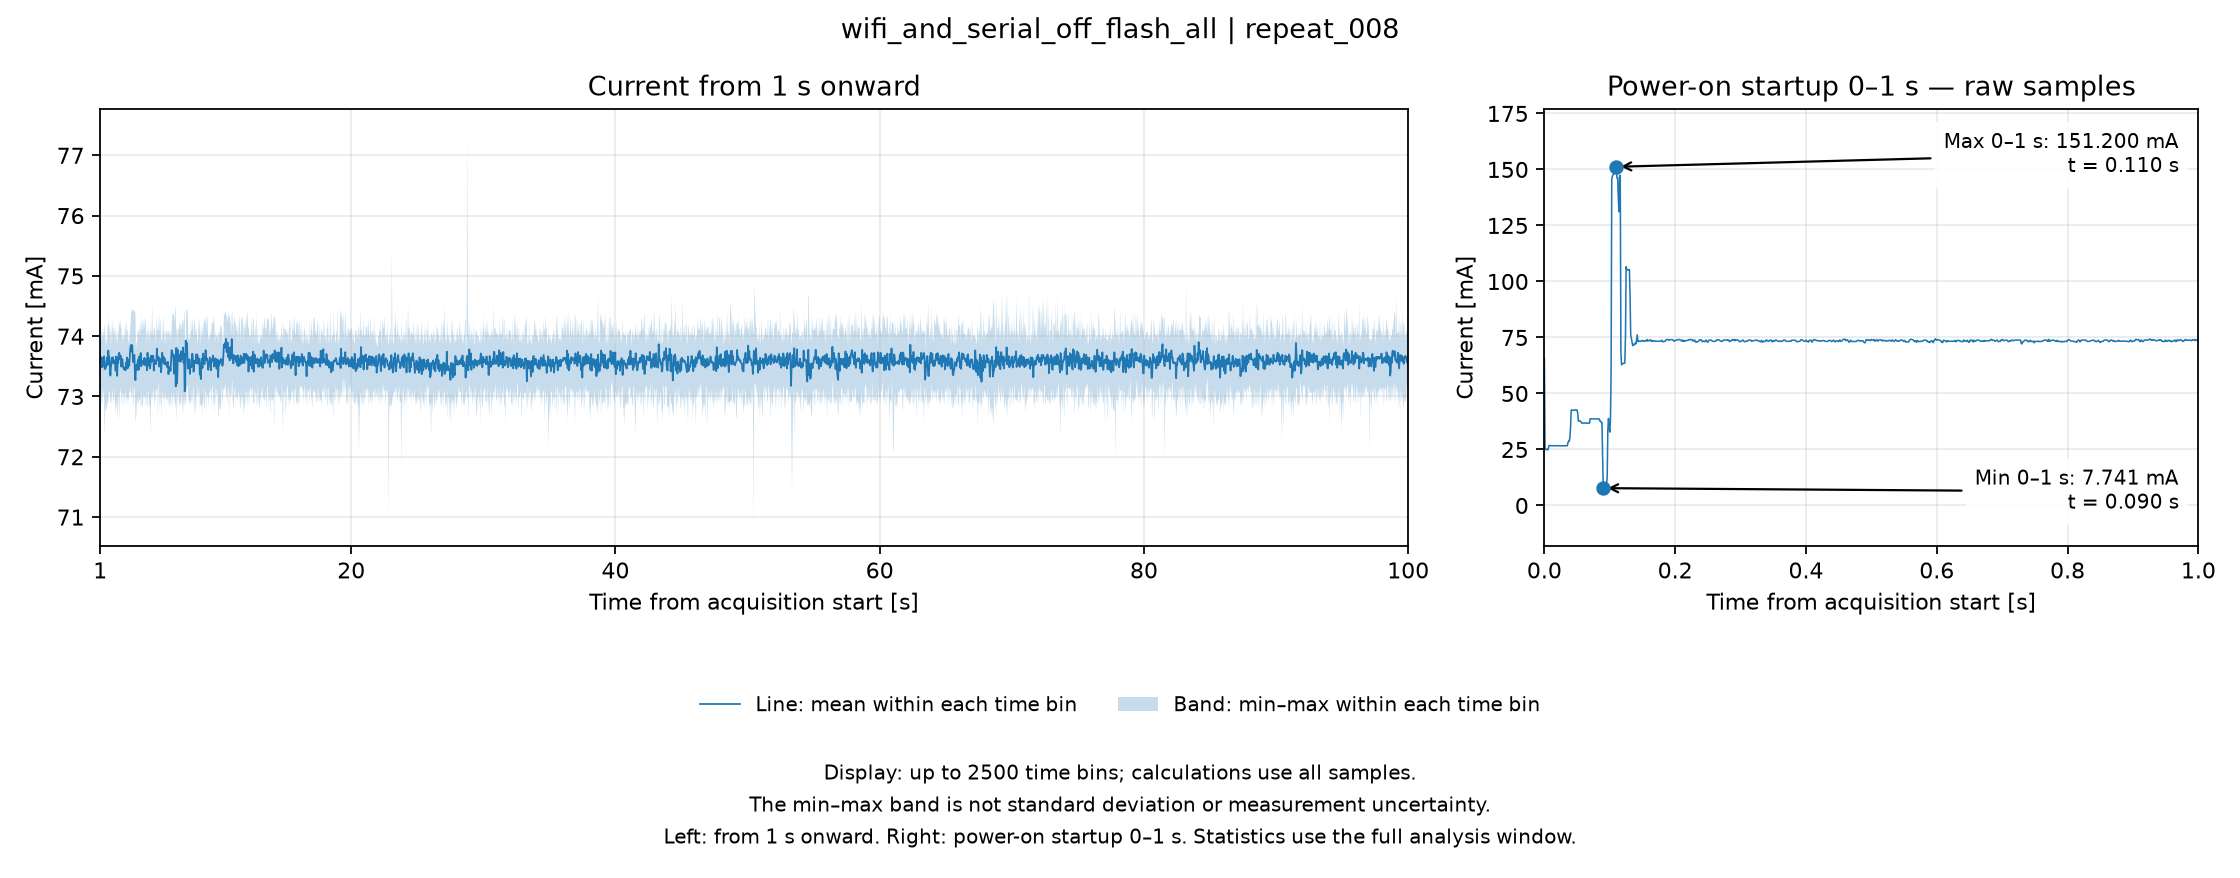 wifi_and_serial_off_flash_all | repeat_008
Current from 1 s onward
Current [mA]
77
76
75
74
73
72
71
1
20
40
60
80
100
Time from acquisition start [s]
Power-on startup 0–1 s — raw samples
Current [mA]
175
150
125
100
75
50
25
0
Max 0–1 s: 151.200 mA
t = 0.110 s
Min 0–1 s: 7.741 mA
t = 0.090 s
0.0
0.2
0.4
0.6
0.8
1.0
Time from acquisition start [s]
Line: mean within each time bin
Band: min–max within each time bin
Display: up to 2500 time bins; calculations use all samples.
The min–max band is not standard deviation or measurement uncertainty.
Left: from 1 s onward. Right: power-on startup 0–1 s. Statistics use the full analysis window.